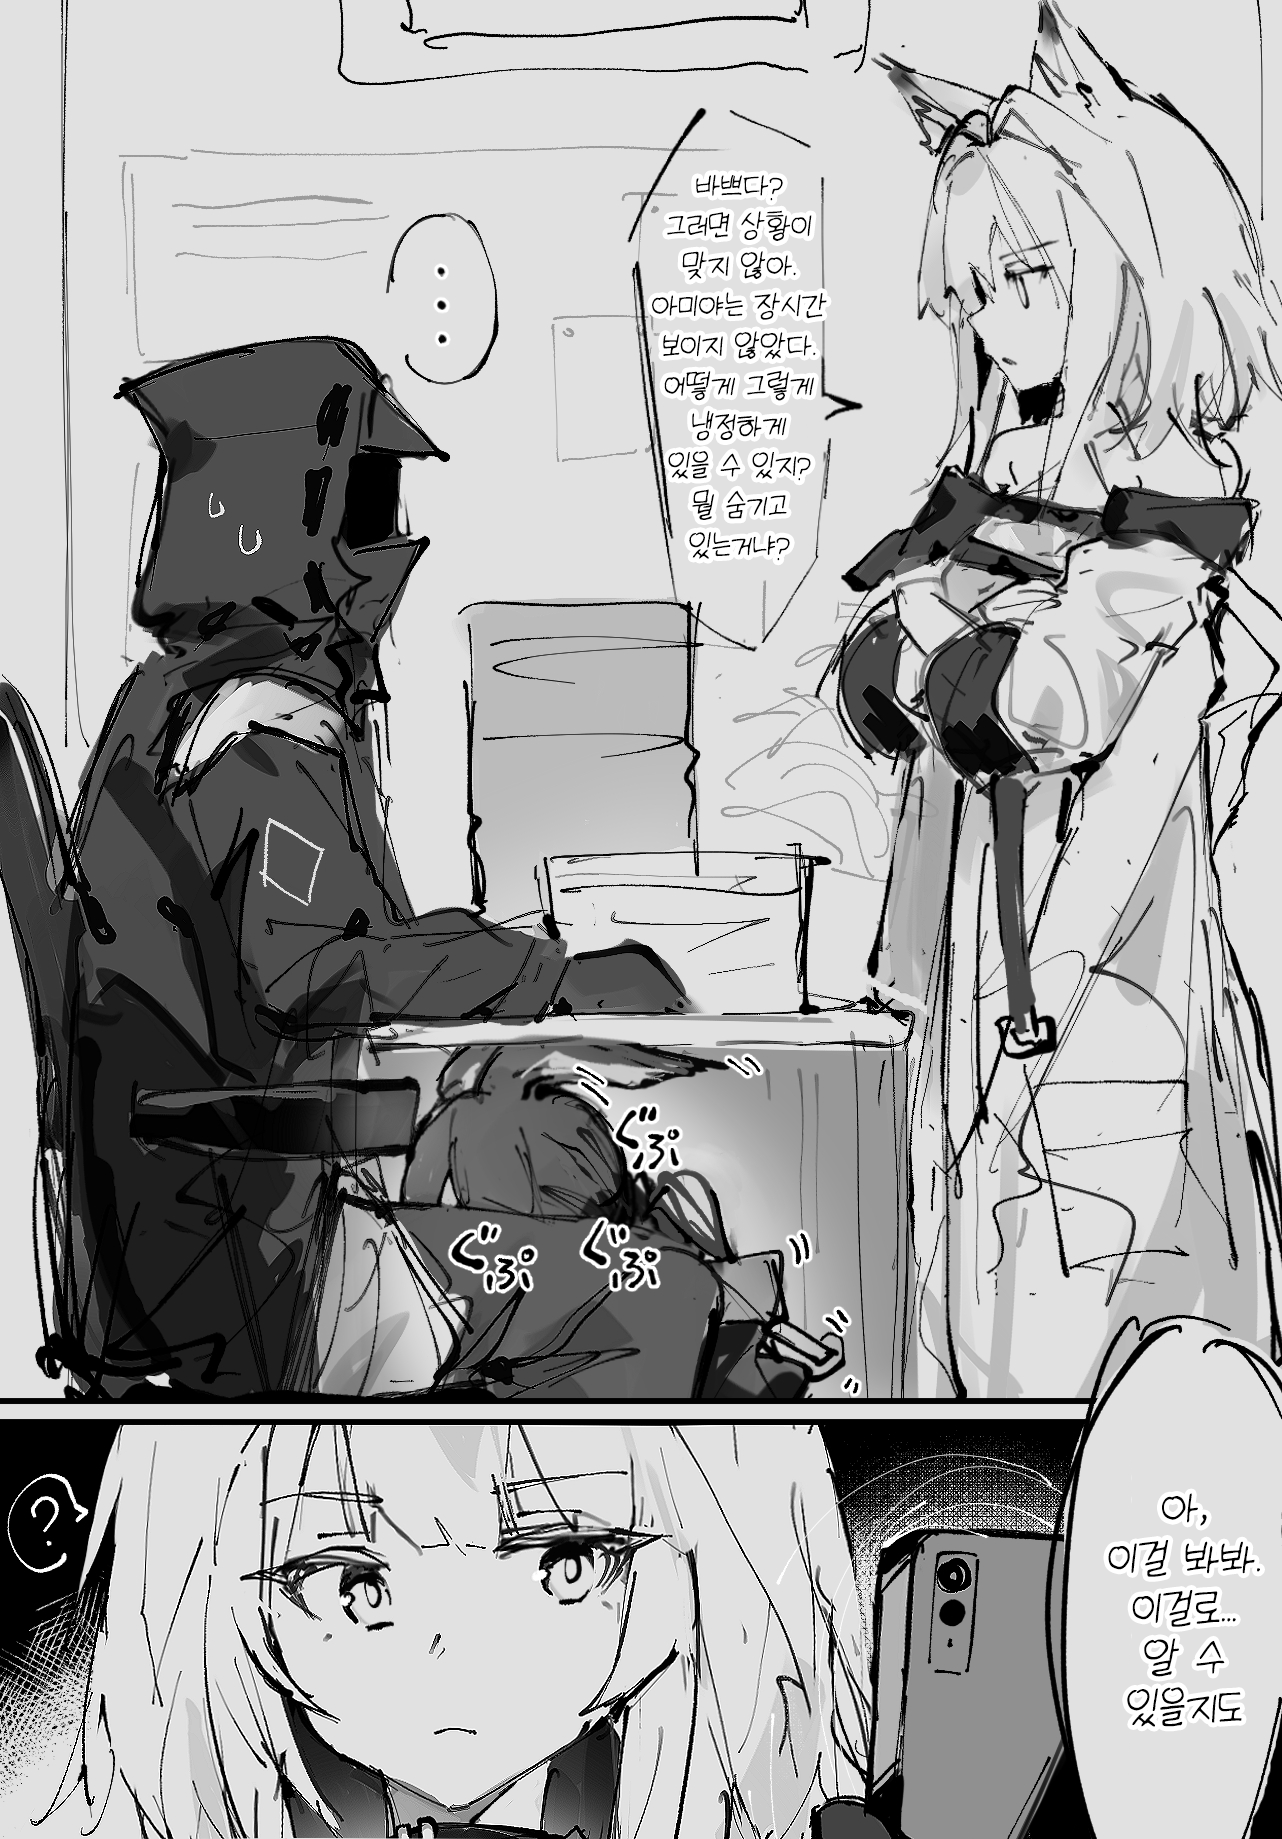 바쁘다?
그러면 상황이
맞지 않아.
아미야는 장시간
보이지 않았다.
어떻게 그렇게
냉정하게
있을 수 있지?
뭘 숨기고
있는거냐?
...
ぐぷ
ぐぷ
ぐぷ
?
아,
이걸 봐봐.
이걸로...
알 수
있을지도